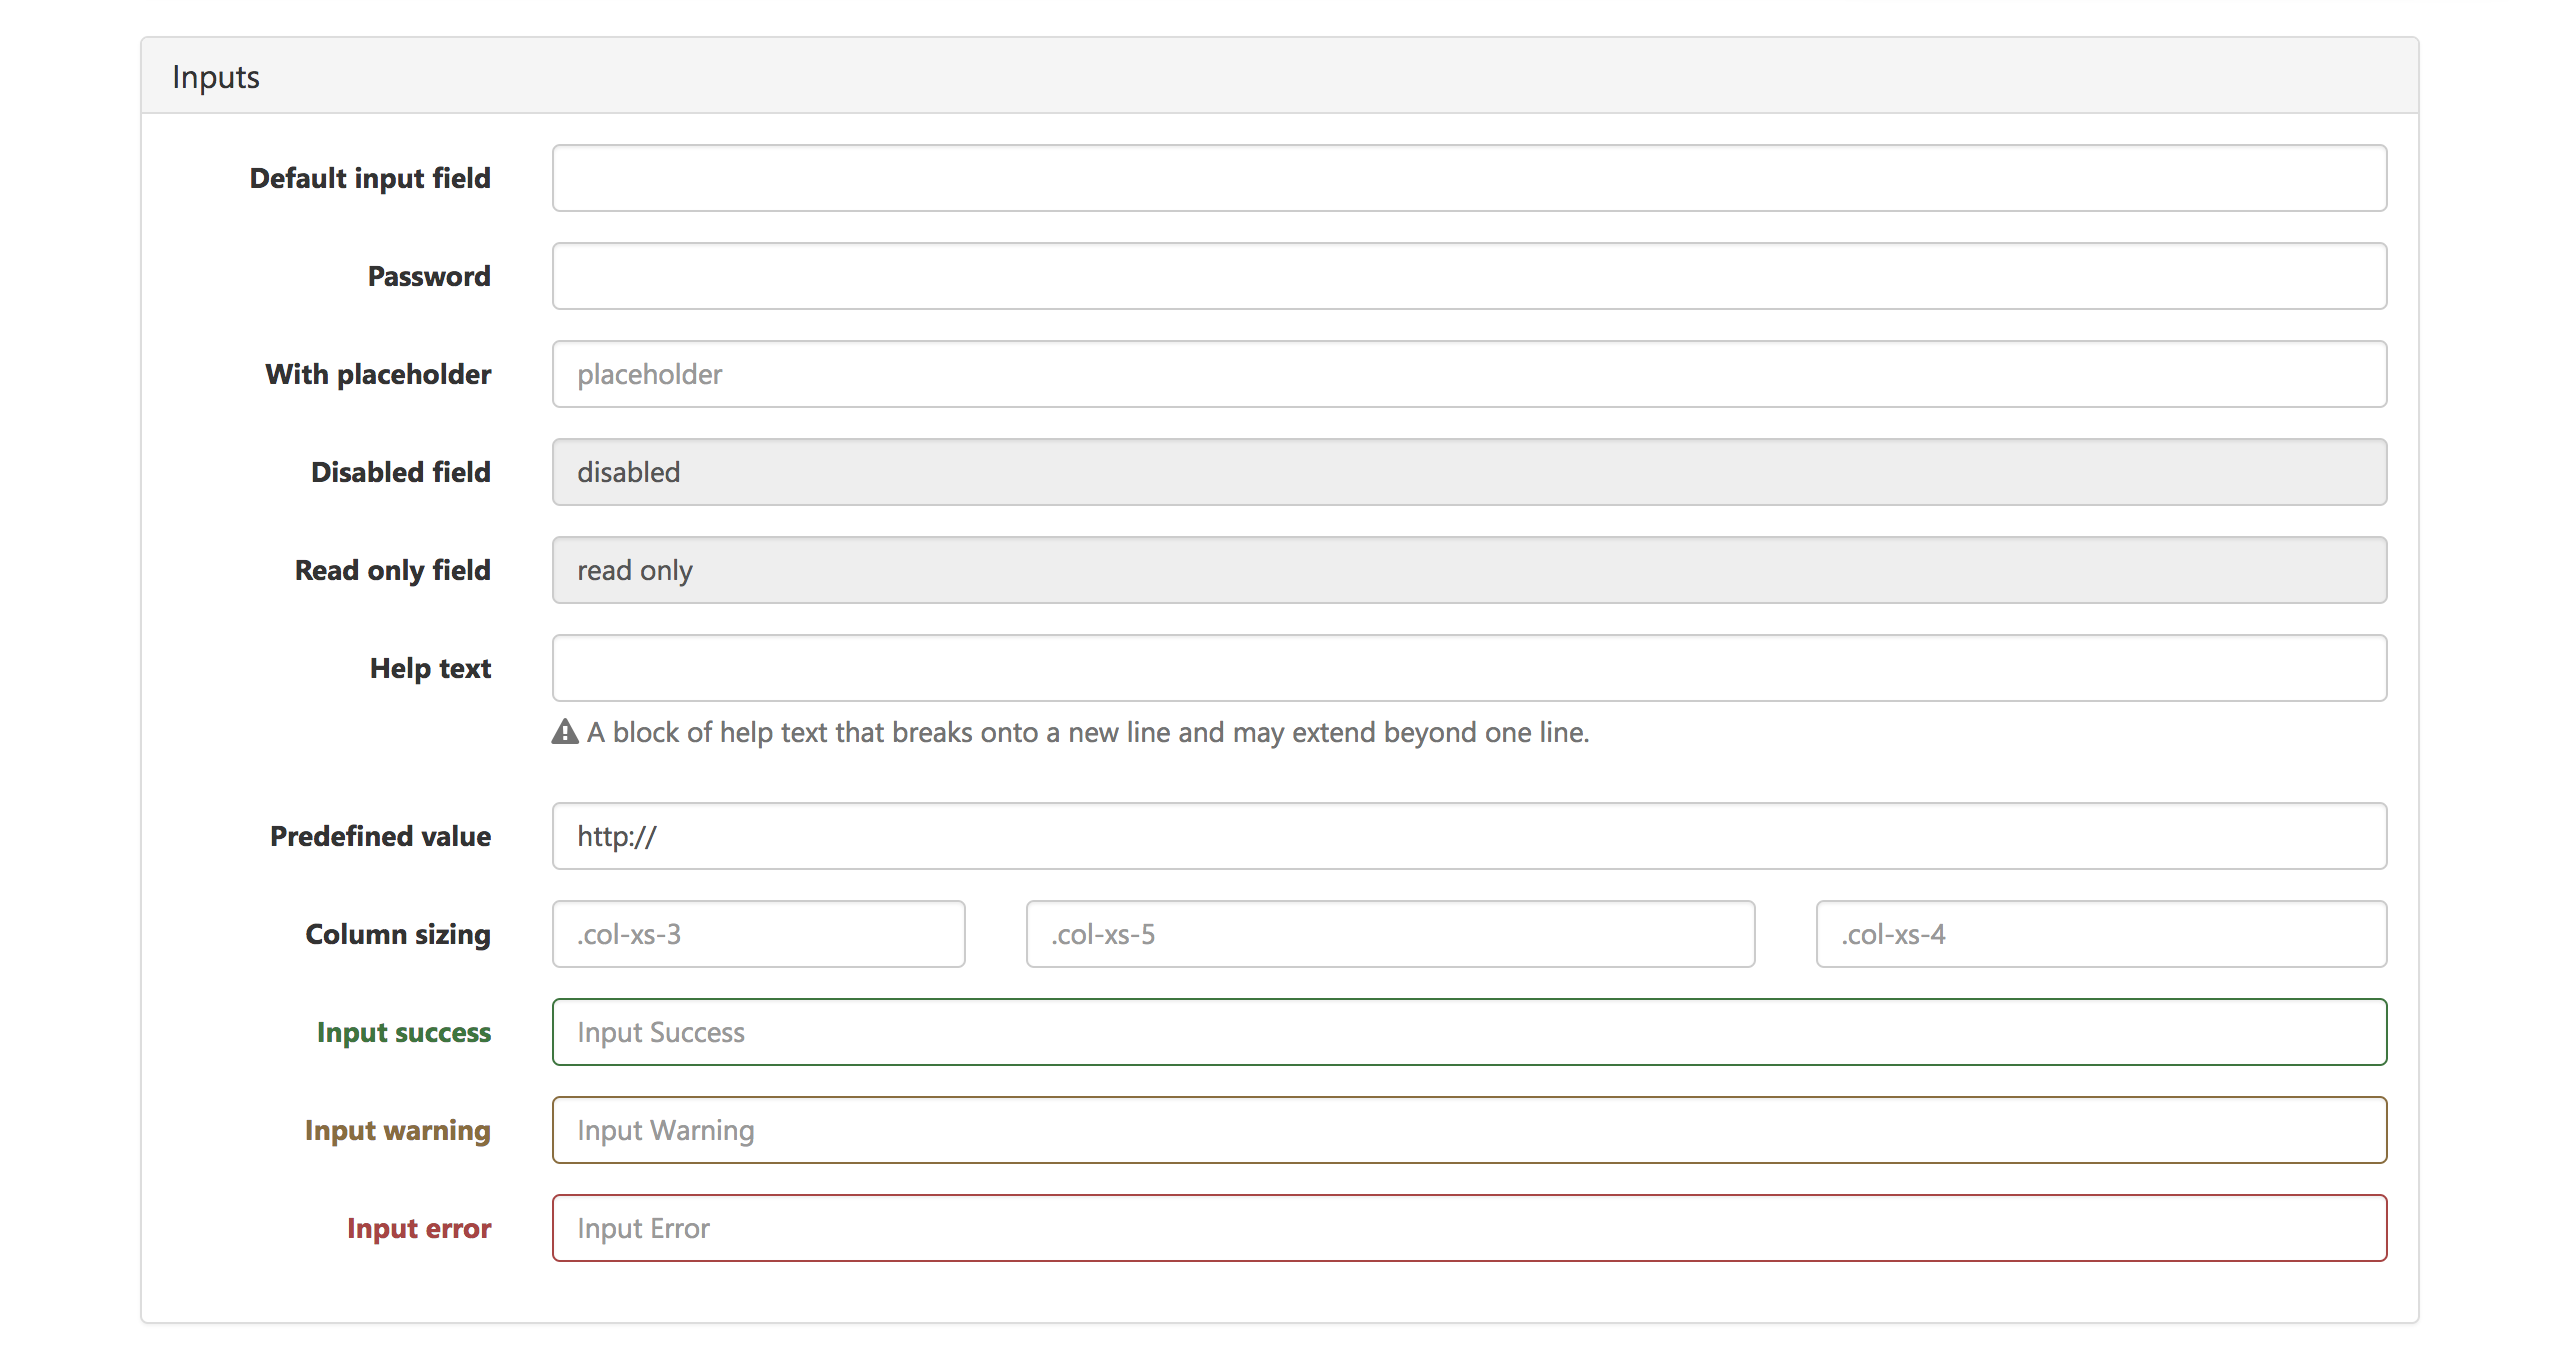 Inputs
Default input field
Password
With placeholder placeholder
Disabled field disabled
Read only field read only
Help text
A block of help text that breaks onto a new line and may extend beyond one line.
Predefined value http://
Column sizing .col-xs-3 .col-xs-5 .col-xs-4
Input success Input Success
Input warning Input Warning
Input error Input Error